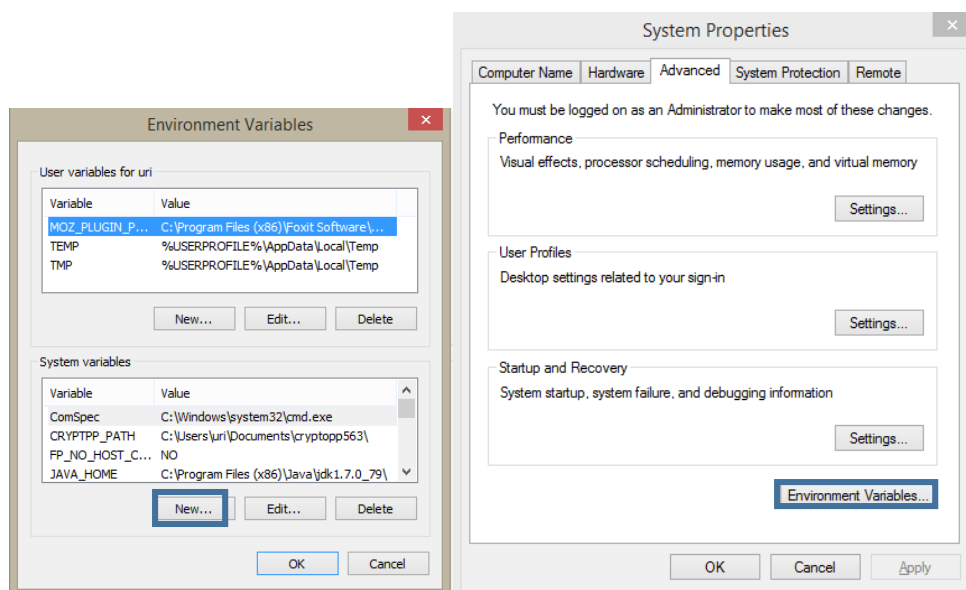 Environment Variables
User variables for uri
Variable Value
MOZ_PLUGIN_P... C:\Program Files (x86)\Foxit Software\...
TEMP %USERPROFILE%\AppData\Local\Temp
TMP %USERPROFILE%\AppData\Local\Temp
New... Edit... Delete
System variables
Variable Value
ComSpec C:\Windows\system32\cmd.exe
CRYPTPP_PATH C:\Users\uri\Documents\cryptopp563\
FP_NO_HOST_C... NO
JAVA_HOME C:\Program Files (x86)\Java\jdk1.7.0_79\
New... Edit... Delete
OK Cancel
System Properties
Computer Name Hardware Advanced System Protection Remote
You must be logged on as an Administrator to make most of these changes.
Performance
Visual effects, processor scheduling, memory usage, and virtual memory
Settings...
User Profiles
Desktop settings related to your sign-in
Settings...
Startup and Recovery
System startup, system failure, and debugging information
Settings...
Environment Variables...
OK Cancel Apply